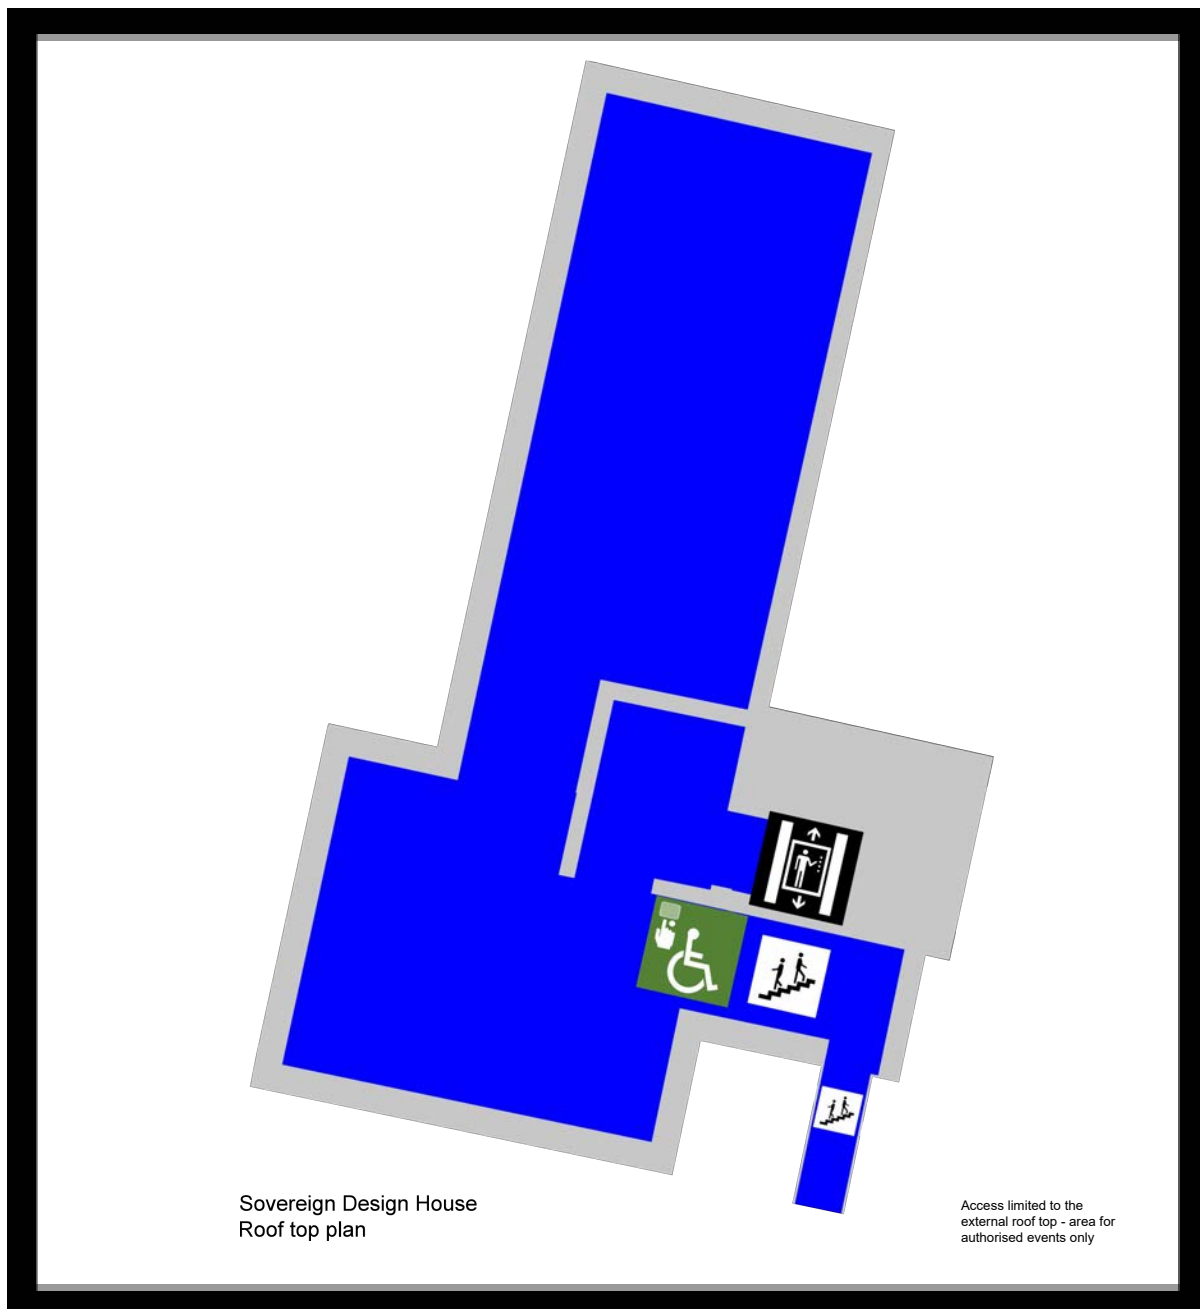 Sovereign Design House
Roof top plan
Access limited to the
external roof top - area for
authorised events only